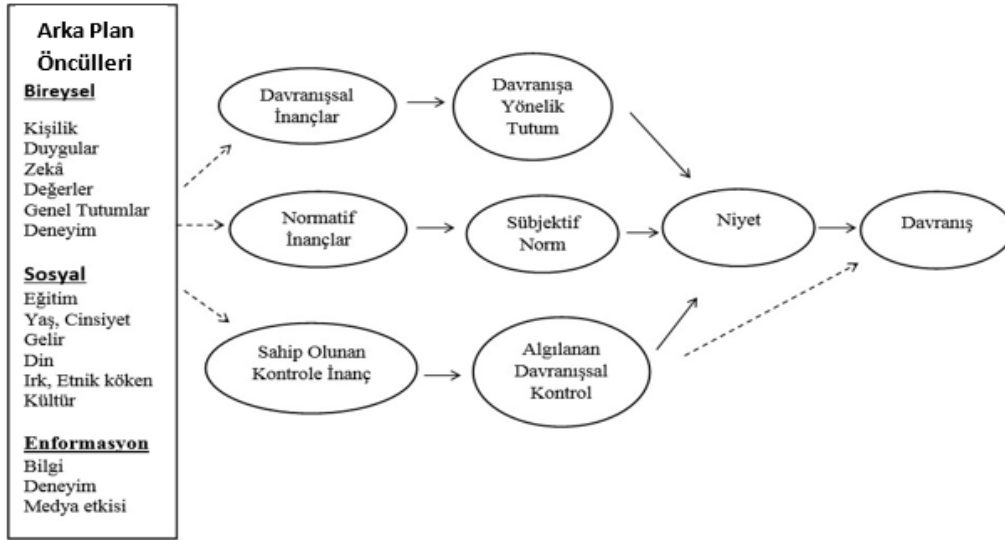 Arka Plan
Öncülleri
Bireysel
Kişilik
Duygular
Zekâ
Değerler
Genel Tutumlar
Deneyim
Sosyal
Eğitim
Yaş, Cinsiyet
Gelir
Din
Irk, Etnik köken
Kültür
Enformasyon
Bilgi
Deneyim
Medya etkisi
Davranışsal
İnançlar
Davranışa
Yönelik
Tutum
Normatif
İnançlar
Sübjektif
Norm
Niyet
Davranış
Sahip Olunan
Kontrole İnanç
Algılanan
Davranışsal
Kontrol